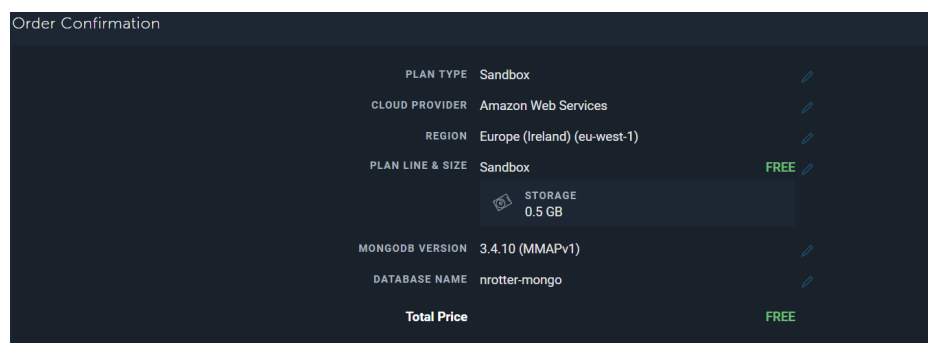 Order Confirmation
PLAN TYPE Sandbox
CLOUD PROVIDER Amazon Web Services
REGION Europe (Ireland) (eu-west-1)
PLAN LINE & SIZE Sandbox FREE
STORAGE
0.5 GB
MONGODB VERSION 3.4.10 (MMAPv1)
DATABASE NAME nrotter-mongo
Total Price FREE